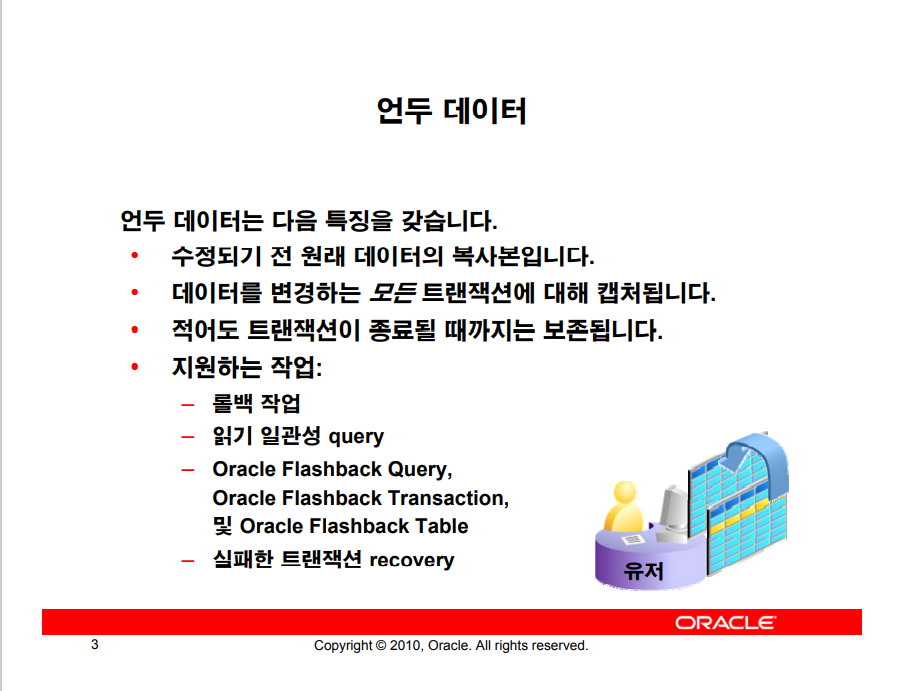 언두 데이터
언두 데이터는 다음 특징을 갖습니다.
• 수정되기 전 원래 데이터의 복사본입니다.
• 데이터를 변경하는 모든 트랜잭션에 대해 캡처됩니다.
• 적어도 트랜잭션이 종료될 때까지는 보존됩니다.
• 지원하는 작업:
– 롤백 작업
– 읽기 일관성 query
– Oracle Flashback Query,
Oracle Flashback Transaction,
및 Oracle Flashback Table
– 실패한 트랜잭션 recovery
유저
ORACLE
3
Copyright © 2010, Oracle. All rights reserved.